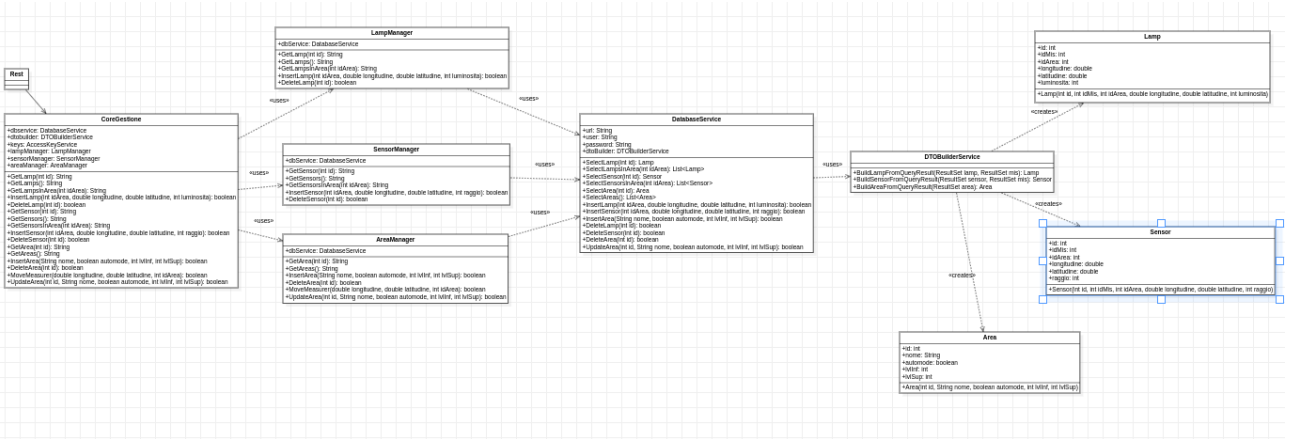 Rest
CoreGestione
+dbservice: DatabaseService
+dtobuilder: DTOBuilderService
+keys: AccessKeyService
+lampManager: LampManager
+sensorManager: SensorManager
+areaManager: AreaManager
+GetLamp(int id): String
+GetLamps(): String
+GetLampsInArea(int idArea): String
+InsertLamp(int idArea, double longitudine, double latitudine, int luminosita): boolean
+DeleteLamp(int id): boolean
+GetSensor(int id): String
+GetSensors(): String
+GetSensorsInArea(int idArea): String
+InsertSensor(int idArea, double longitudine, double latitudine, int raggio): boolean
+DeleteSensor(int id): boolean
+GetArea(int id): String
+GetAreas(): String
+InsertArea(String nome, boolean automode, int lvlInf, int lvlSup): boolean
+DeleteArea(int id): boolean
+MoveMeasurer(double longitudine, double latitudine, int idArea): boolean
+UpdateArea(int id, String nome, boolean automode, int lvlInf, int lvlSup): boolean
«uses»
«uses»
«uses»
LampManager
+dbService: DatabaseService
+GetLamp(int id): String
+GetLamps(): String
+GetLampsInArea(int idArea): String
+InsertLamp(int idArea, double longitudine, double latitudine, int luminosita): boolean
+DeleteLamp(int id): boolean
SensorManager
+dbService: DatabaseService
+GetSensor(int id): String
+GetSensors(): String
+GetSensorsInArea(int idArea): String
+InsertSensor(int idArea, double longitudine, double latitudine, int raggio): boolean
+DeleteSensor(int id): boolean
AreaManager
+dbService: DatabaseService
+GetArea(int id): String
+GetAreas(): String
+InsertArea(String nome, boolean automode, int lvlInf, int lvlSup): boolean
+DeleteArea(int id): boolean
+MoveMeasurer(double longitudine, double latitudine, int idArea): boolean
+UpdateArea(int id, String nome, boolean automode, int lvlInf, int lvlSup): boolean
«uses»
«uses»
«uses»
DatabaseService
+url: String
+user: String
+password: String
+dtoBuilder: DTOBuilderService
+SelectLamp(int id): Lamp
+SelectLampsInArea(int idArea): List<Lamp>
+SelectSensor(int id): Sensor
+SelectSensorsInArea(int idArea): List<Sensor>
+SelectArea(int id): Area
+SelectAreas(): List<Area>
+InsertLamp(int idArea, double longitudine, double latitudine, int luminosita): boolean
+InsertSensor(int idArea, double longitudine, double latitudine, int raggio): boolean
+InsertArea(String nome, boolean automode, int lvlInf, int lvlSup): boolean
+DeleteLamp(int id): boolean
+DeleteSensor(int id): boolean
+DeleteArea(int id): boolean
+UpdateArea(int id, String nome, boolean automode, int lvlInf, int lvlSup): boolean
«uses»
DTOBuilderService
+BuildLampFromQueryResult(ResultSet lamp, ResultSet mis): Lamp
+BuildSensorFromQueryResult(ResultSet sensor, ResultSet mis): Sensor
+BuildAreaFromQueryResult(ResultSet area): Area
«creates»
«creates»
«creates»
Lamp
+id: int
+idMis: int
+idArea: int
+longitudine: double
+latitudine: double
+luminosita: int
+Lamp(int id, int idMis, int idArea, double longitudine, double latitudine, int luminosita)
Sensor
+id: int
+idMis: int
+idArea: int
+longitudine: double
+latitudine: double
+raggio: int
+Sensor(int id, int idMis, int idArea, double longitudine, double latitudine, int raggio)
Area
+id: int
+nome: String
+automode: boolean
+lvlInf: int
+lvlSup: int
+Area(int id, String nome, boolean automode, int lvlInf, int lvlSup)